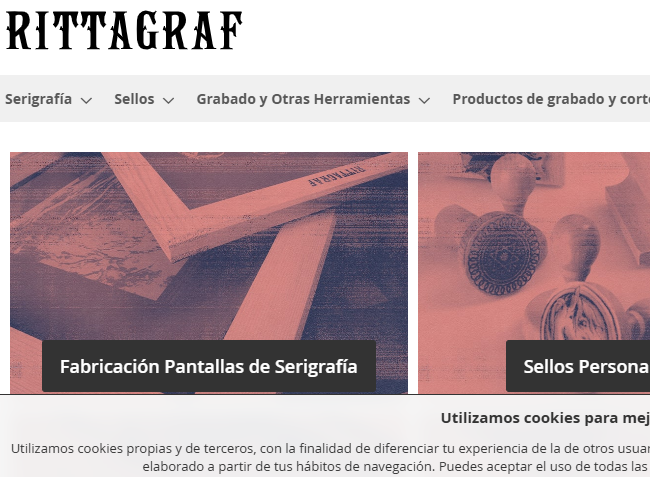 RITTAGRAF
Serigrafía Sellos Grabado y Otras Herramientas Productos de grabado y corte
RITTAGRAF
Fabricación Pantallas de Serigrafía
Sellos Persona
Utilizamos cookies para mej
Utilizamos cookies propias y de terceros, con la finalidad de diferenciar tu experiencia de la de otros usuar
elaborado a partir de tus hábitos de navegación. Puedes aceptar el uso de todas las